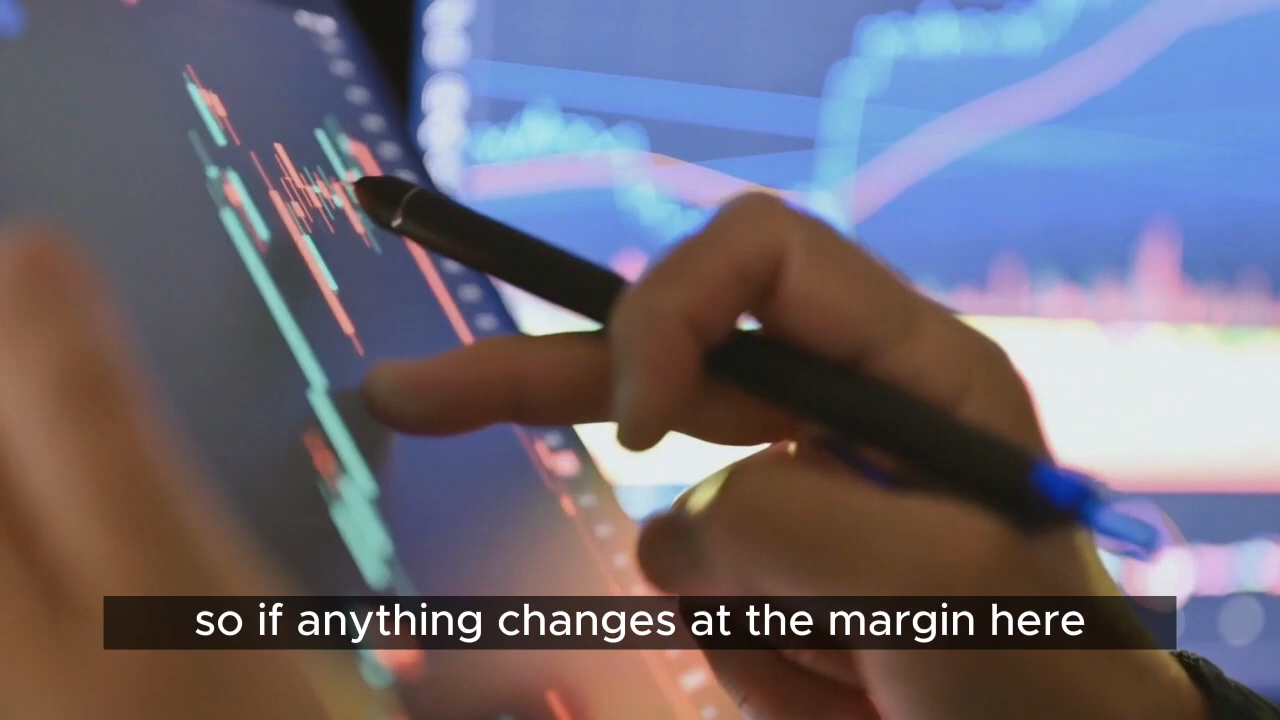 so if anything changes at the margin here